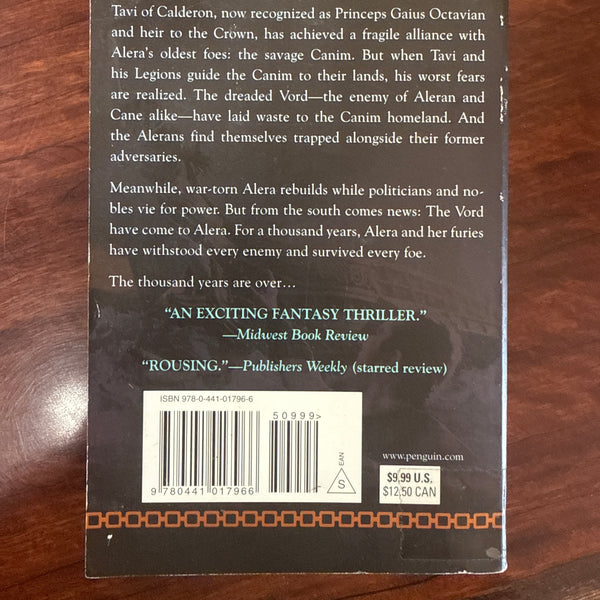 Tavi of Calderon, now recognized as Princeps Gaius Octavian
and heir to the Crown, has achieved a fragile alliance with
Alera's oldest foes: the savage Canim. But when Tavi and
his Legions guide the Canim to their lands, his worst fears
are realized. The dreaded Vord—the enemy of Aleran and
Cane alike—have laid waste to the Canim homeland. And
the Alerans find themselves trapped alongside their former
adversaries.
Meanwhile, war-torn Alera rebuilds while politicians and no-
bles vie for power. But from the south comes news: The Vord
have come to Alera. For a thousand years, Alera and her furies
have withstood every enemy and survived every foe.
The thousand years are over…
“AN EXCITING FANTASY THRILLER.”
—Midwest Book Review
“ROUSING.”—Publishers Weekly (starred review)
ISBN 978-0-441-01796-6
50999>
EAN
S
9 780441 017966
www.penguin.com
$9.99 U.S.
$12.50 CAN